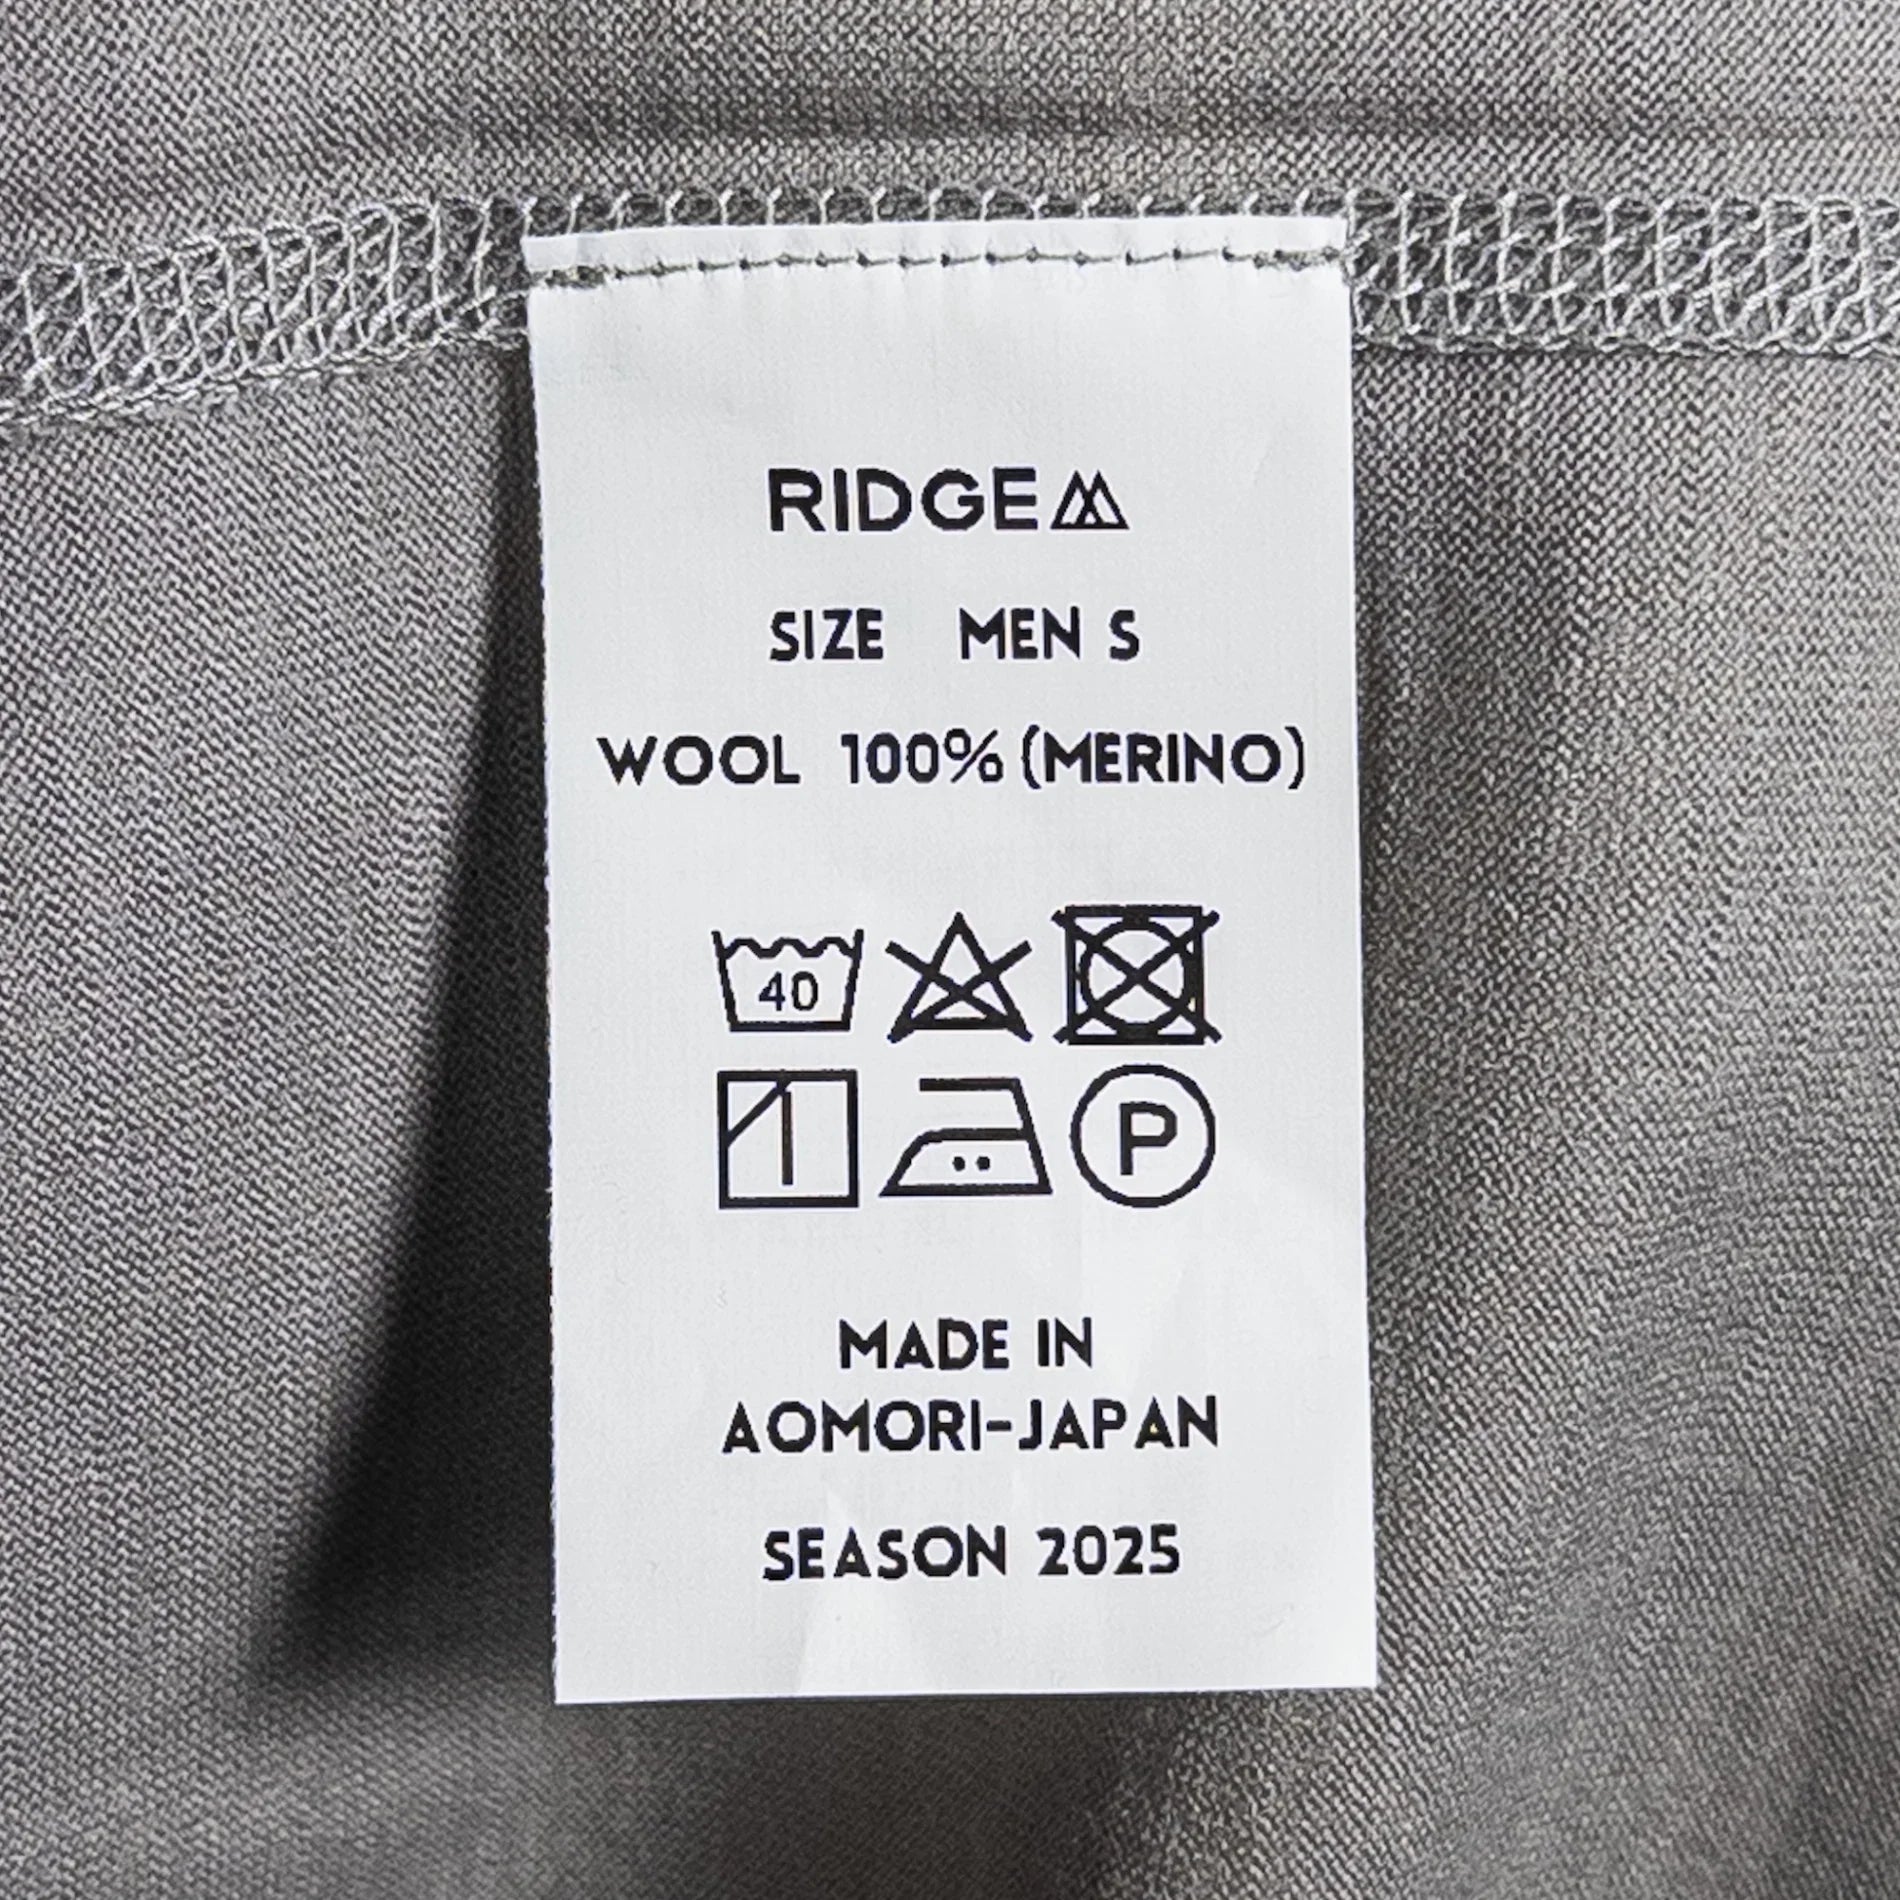 RIDGE
SIZE MEN S
WOOL 100% (MERINO)
40
P
MADE IN
AOMORI-JAPAN
SEASON 2025